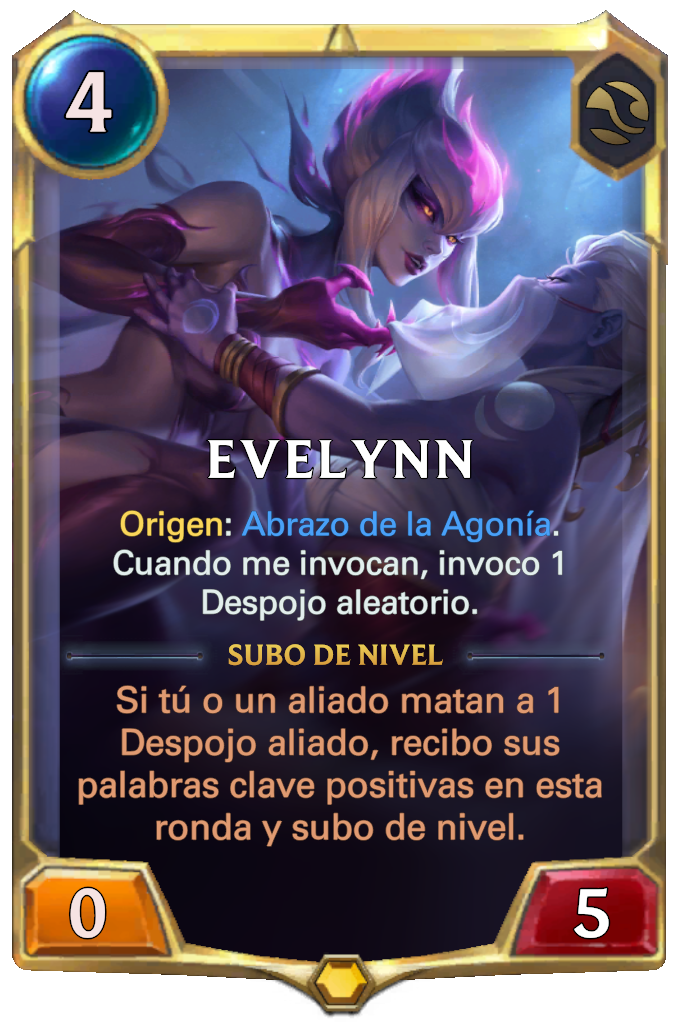 4
EVELYNN
Origen: Abrazo de la Agonía.
Cuando me invocan, invoco 1
Despojo aleatorio.
SUBO DE NIVEL
Si tú o un aliado matan a 1
Despojo aliado, recibo sus
palabras clave positivas en esta
ronda y subo de nivel.
0
5